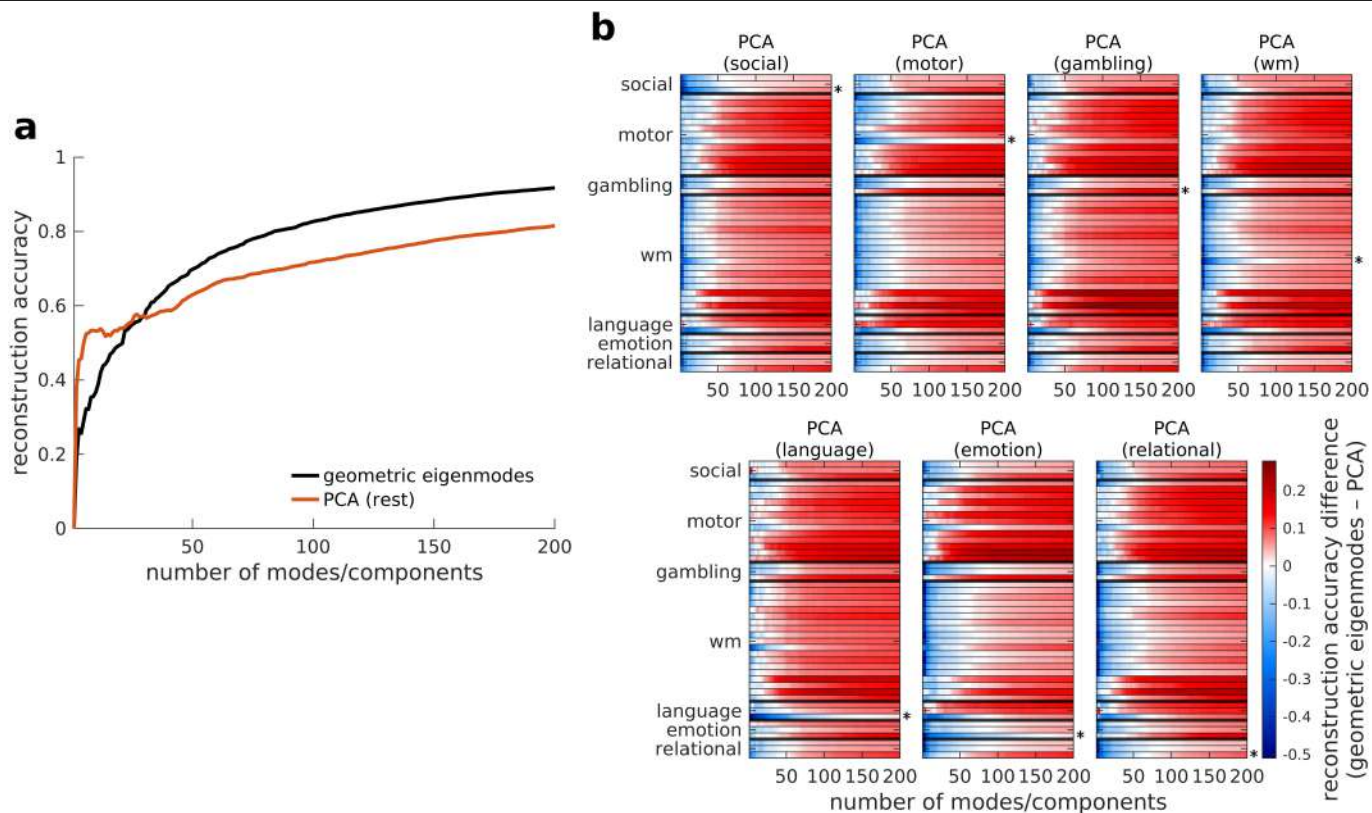 a
reconstruction accuracy
1
0.8
0.6
0.4
0.2
0
geometric eigenmodes
PCA (rest)
50
100
150
200
number of modes/components
b
PCA
(social)
PCA
(motor)
PCA
(gambling)
PCA
(wm)
social
motor
gambling
wm
language
emotion
relational
*
*
*
*
50 100 150 200
50 100 150 200
50 100 150 200
50 100 150 200
PCA
(language)
PCA
(emotion)
PCA
(relational)
social
motor
gambling
wm
language
emotion
relational
*
*
*
50 100 150 200
50 100 150 200
50 100 150 200
number of modes/components
0.2
0.1
0
-0.1
-0.2
-0.3
-0.4
-0.5
reconstruction accuracy difference
(geometric eigenmodes – PCA)